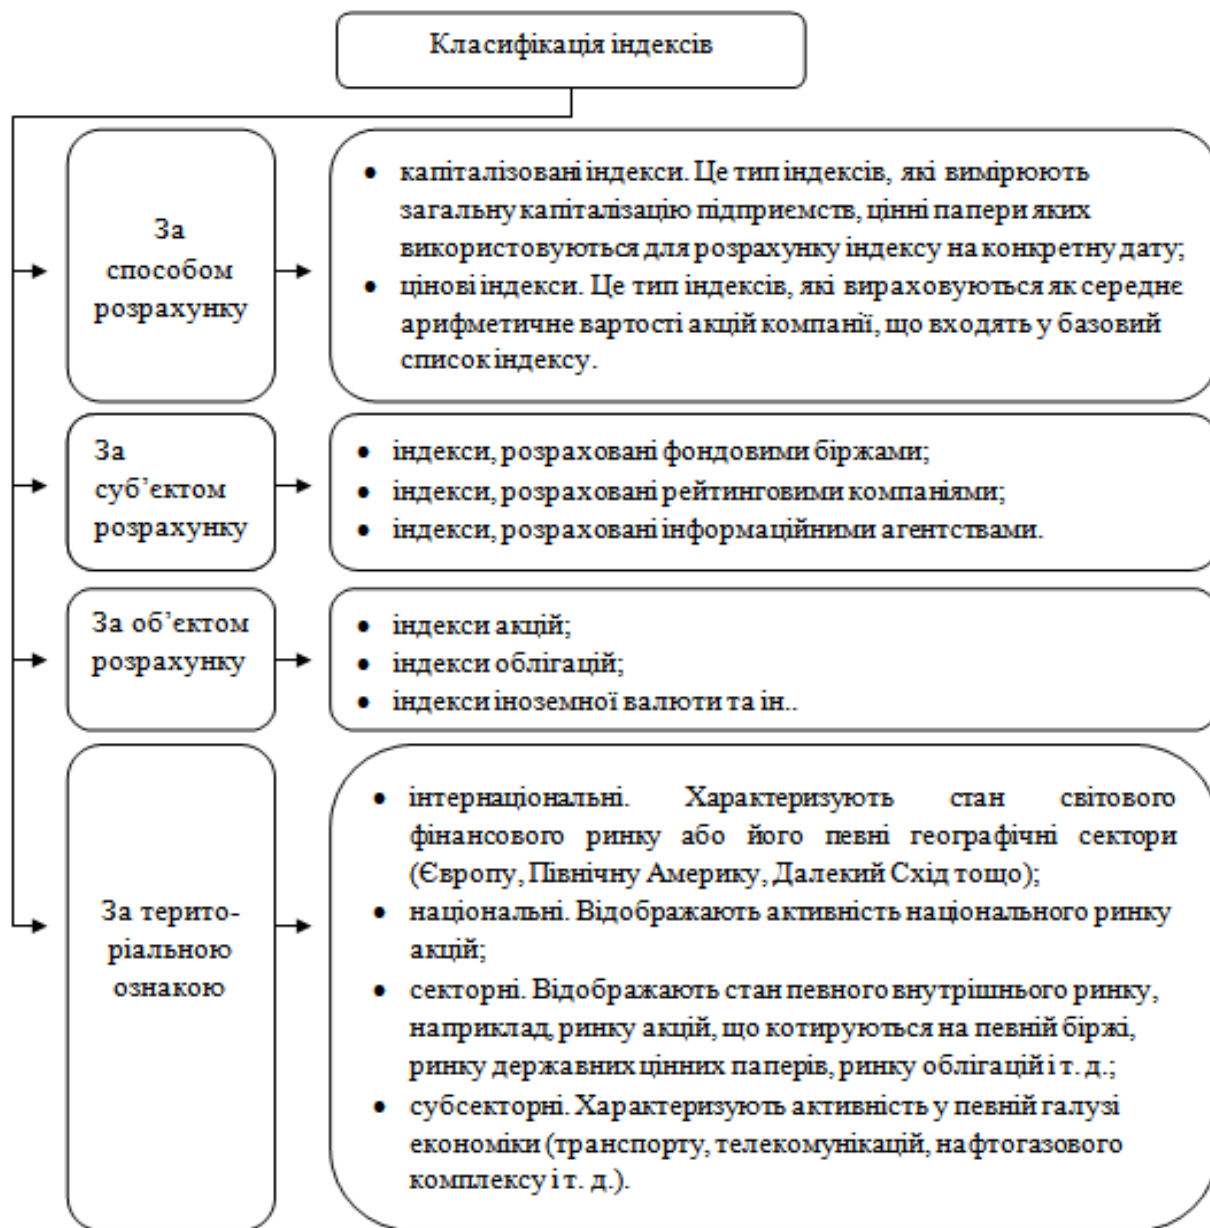 Класифікація індексів
За
способом
розрахунку
• капіталізовані індекси. Це тип індексів, які вимірюють
загальну капіталізацію підприємств, цінні папери яких
використовуються для розрахунку індексу на конкретну дату;
• цінові індекси. Це тип індексів, які вираховуються як середнє
арифметичне вартості акцій компанії, що входять у базовий
список індексу.
За
суб’єктом
розрахунку
• індекси, розраховані фондовими біржами;
• індекси, розраховані рейтинговими компаніями;
• індекси, розраховані інформаційними агентствами.
За об’єктом
розрахунку
• індекси акцій;
• індекси облігацій;
• індекси іноземної валюти та ін..
За терито-
ріальною
ознакою
• інтернаціональні. Характеризують стан світового
фінансового ринку або його певні географічні сектори
(Європу, Північну Америку, Далекий Схід тощо);
• національні. Відображають активність національного ринку
акцій;
• секторні. Відображають стан певного внутрішнього ринку,
наприклад, ринку акцій, що котируються на певній біржі,
ринку державних цінних паперів, ринку облігацій і т. д.;
• субсекторні. Характеризують активність у певній галузі
економіки (транспорту, телекомунікацій, нафтогазового
комплексу і т. д.).